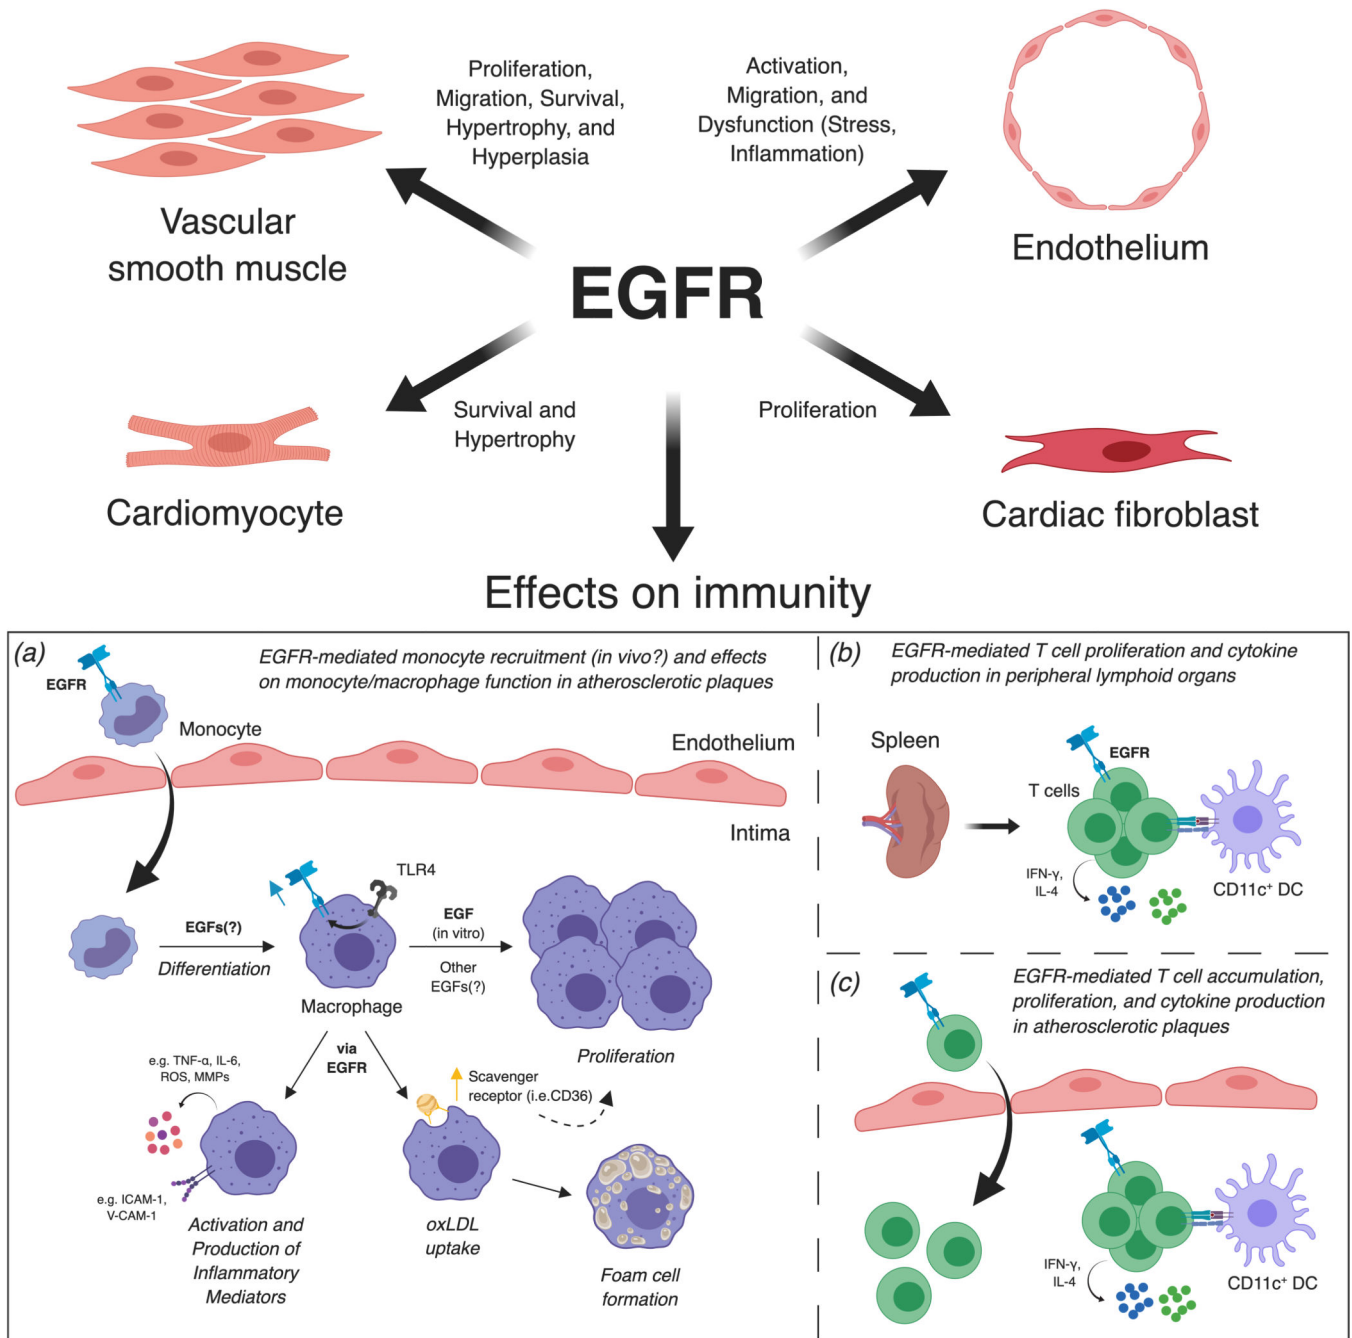 Proliferation,
Migration, Survival,
Hypertrophy, and
Hyperplasia
Activation,
Migration, and
Dysfunction (Stress,
Inflammation)
Vascular
smooth muscle
Endothelium
EGFR
Survival and
Hypertrophy
Proliferation
Cardiomyocyte
Cardiac fibroblast
Effects on immunity
(a)
EGFR-mediated monocyte recruitment (in vivo?) and effects
on monocyte/macrophage function in atherosclerotic plaques
EGFR
Monocyte
Endothelium
Intima
TLR4
EGFs(?)
Differentiation
Macrophage
EGF
(in vitro)
Other
EGFs(?)
Proliferation
via
EGFR
e.g. TNF-α, IL-6,
ROS, MMPs
e.g. ICAM-1,
V-CAM-1
Activation and
Production of
Inflammatory
Mediators
Scavenger
receptor (i.e.CD36)
oxLDL
uptake
Foam cell
formation
(b)
EGFR-mediated T cell proliferation and cytokine
production in peripheral lymphoid organs
Spleen
EGFR
T cells
IFN-γ,
IL-4
CD11c⁺ DC
(c)
EGFR-mediated T cell accumulation,
proliferation, and cytokine production
in atherosclerotic plaques
IFN-γ,
IL-4
CD11c⁺ DC